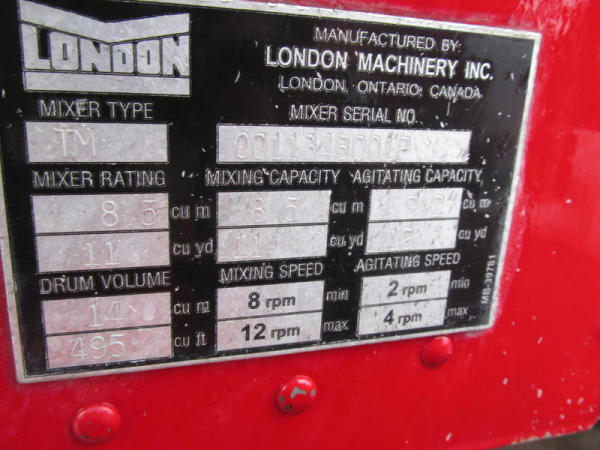 LONDON
MANUFACTURED BY:
LONDON MACHINERY INC.
LONDON, ONTARIO, CANADA
MIXER TYPE
MIXER SERIAL NO.
TM
MIXER RATING MIXING CAPACITY AGITATING CAPACITY
8.5 cu m 8.5 cu m cu m
11 cu yd 11 cu yd cu yd
DRUM VOLUME MIXING SPEED AGITATING SPEED
14 cu m 8 rpm min 2 rpm min
495 cu ft 12 rpm max 4 rpm max